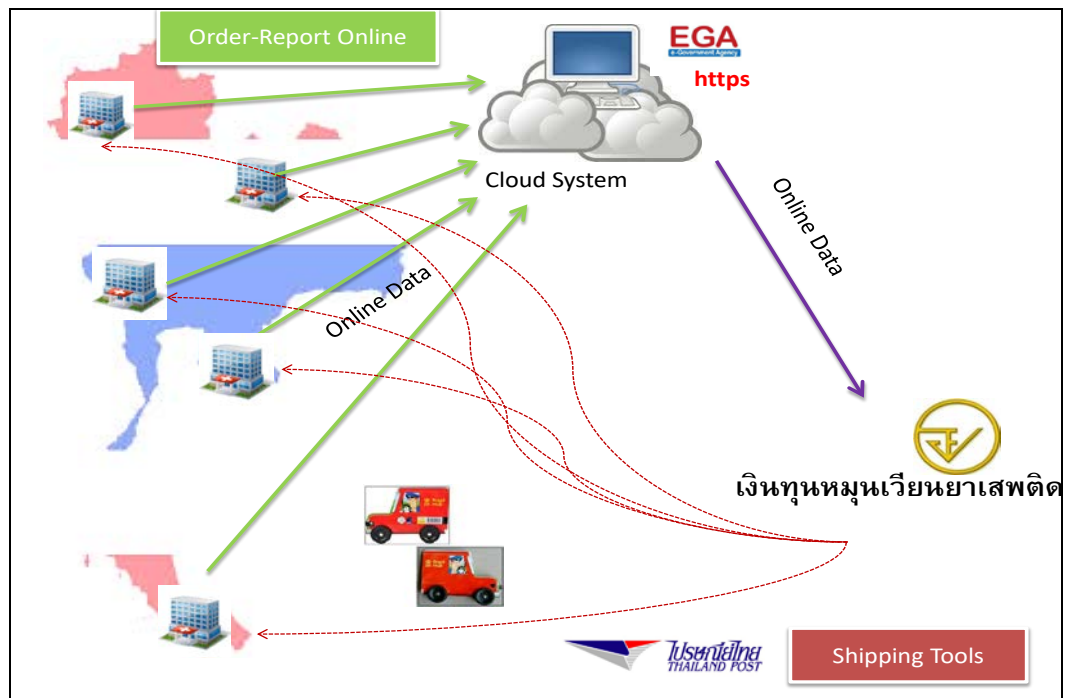 Order-Report Online
EGA
e-Government Agency
https
Cloud System
Online Data
Online Data
เงินทุนหมุนเวียนยาเสพติด
ไปรษณีย์ไทย
THAILAND POST
Shipping Tools